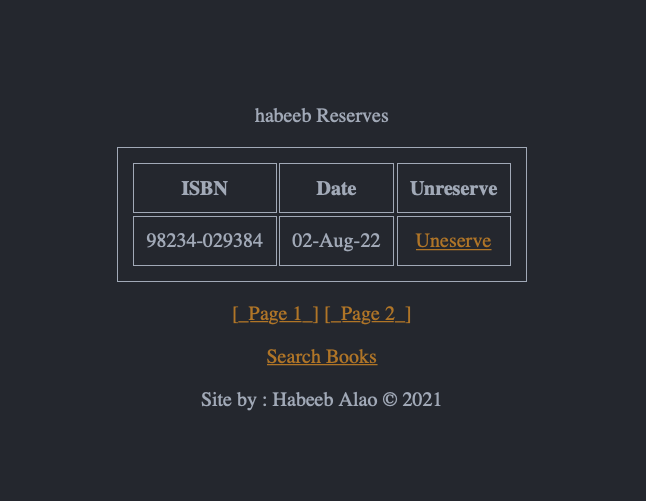 habeeb Reserves
ISBN Date Unreserve
98234-029384 02-Aug-22 Uneserve
[_Page 1_] [_Page 2_]
Search Books
Site by : Habeeb Alao © 2021